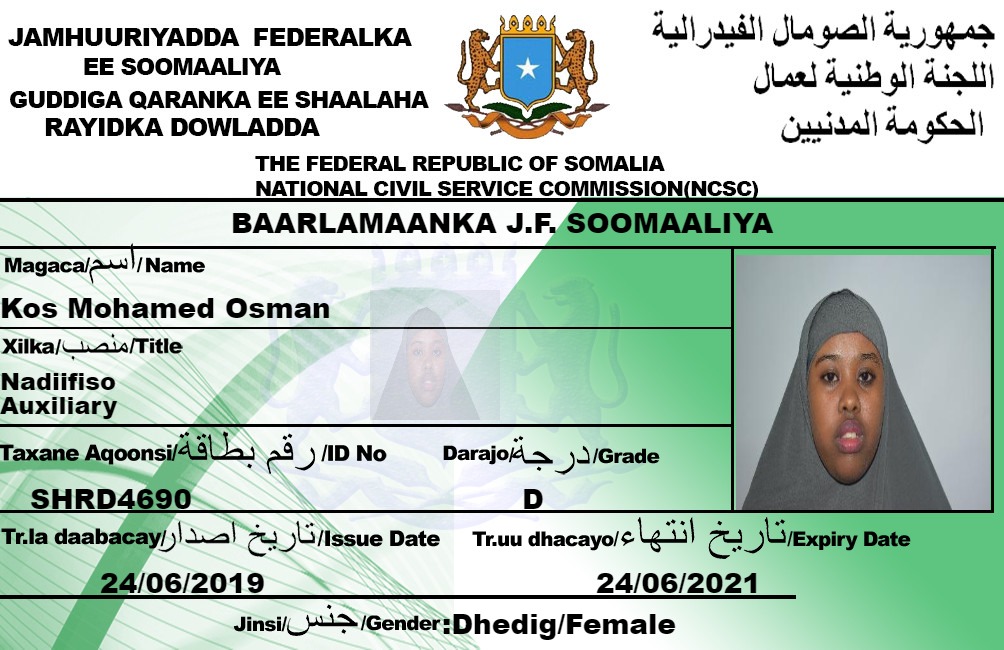 JAMHUURIYADDA FEDERALKA
EE SOOMAALIYA
GUDDIGA QARANKA EE SHAALAHA
RAYIDKA DOWLADDA
جمهورية الصومال الفيدرالية
اللجنة الوطنية لعمال
الحكومة المدنيين
THE FEDERAL REPUBLIC OF SOMALIA
NATIONAL CIVIL SERVICE COMMISSION(NCSC)
BAARLAMAANKA J.F. SOOMAALIYA
Magaca/اسم/Name
Kos Mohamed Osman
Xilka/منصب/Title
Nadiifiso
Auxiliary
Taxane Aqoonsi/رقم بطاقة/ID No
SHRD4690
Darajo/درجة/Grade
D
Tr.la daabacay/تاريخ اصدار/Issue Date
24/06/2019
Tr.uu dhacayo/تاريخ انتهاء/Expiry Date
24/06/2021
Jinsi/جنس/Gender:Dhedig/Female